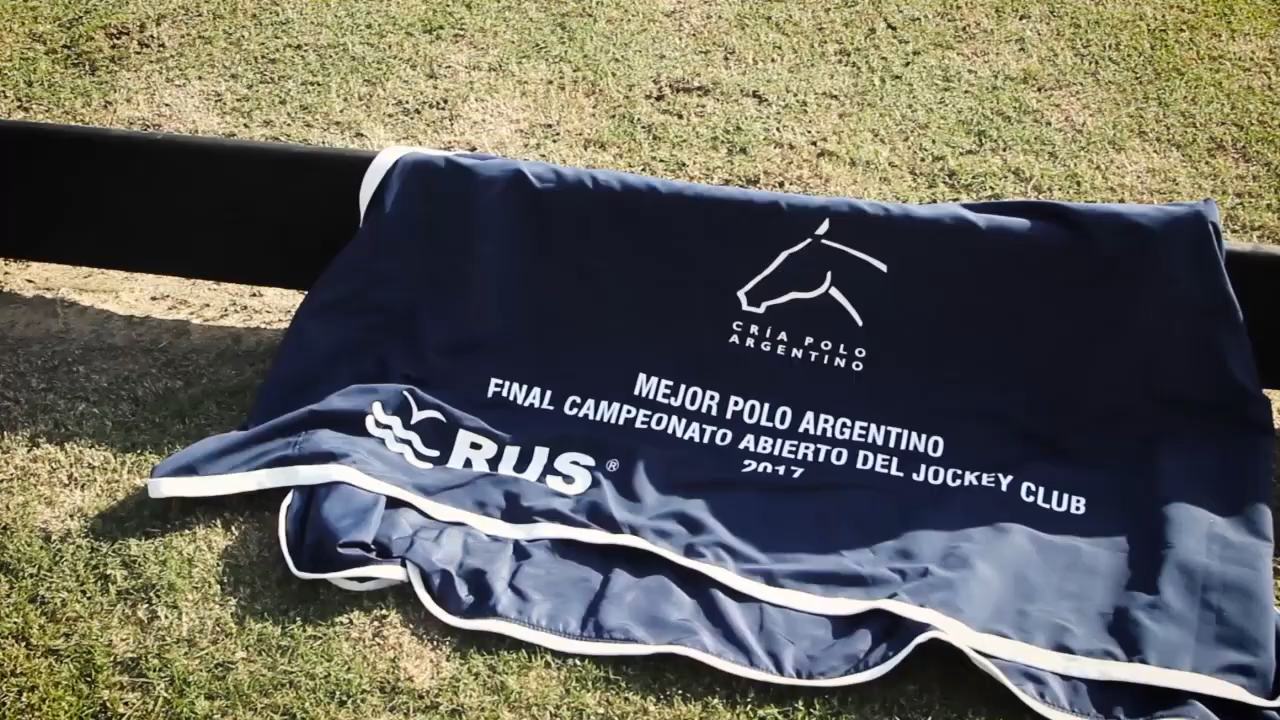 CRÍA POLO
ARGENTINO
MEJOR POLO ARGENTINO
FINAL CAMPEONATO ABIERTO DEL JOCKEY CLUB
2017
RUS®